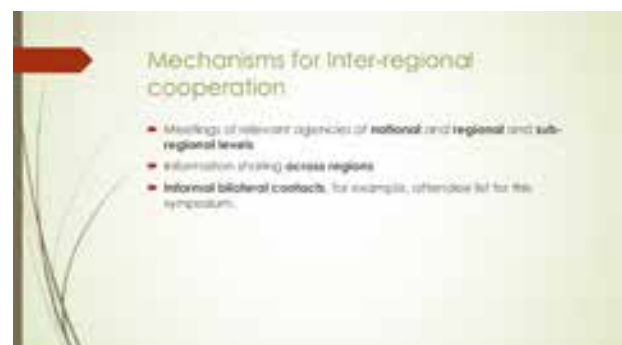 Mechanisms for Inter-regional
cooperation
Meetings of relevant agencies at national and regional and sub-
regional levels
Information sharing across regions
Informal bilateral contacts, for example, attendee list for this
symposium.